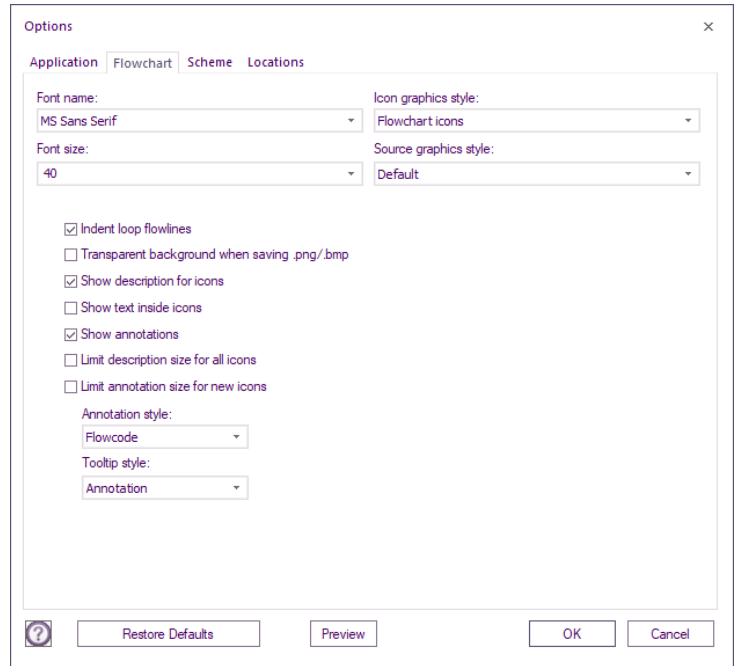 Options
Application Flowchart Scheme Locations
Font name:
MS Sans Serif
Icon graphics style:
Flowchart icons
Font size:
40
Source graphics style:
Default
Indent loop flowlines
Transparent background when saving .png/.bmp
Show description for icons
Show text inside icons
Show annotations
Limit description size for all icons
Limit annotation size for new icons
Annotation style:
Flowcode
Tooltip style:
Annotation
? Restore Defaults Preview OK Cancel